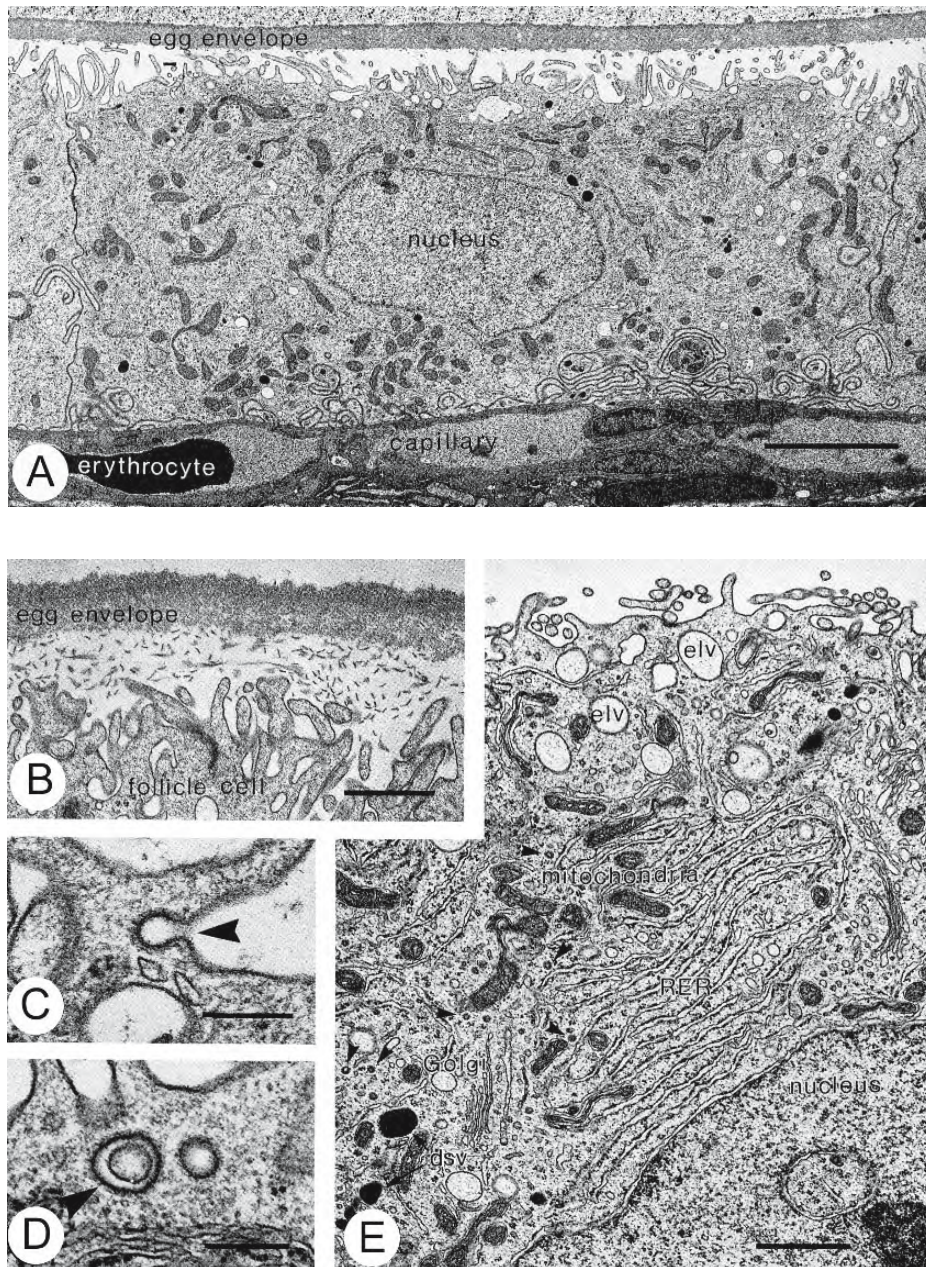 egg envelope
nucleus
capillary
erythrocyte
A
egg envelope
follicle cell
B
C
D
elv
elv
mitochondria
RER
Golgi
nucleus
dsv
E